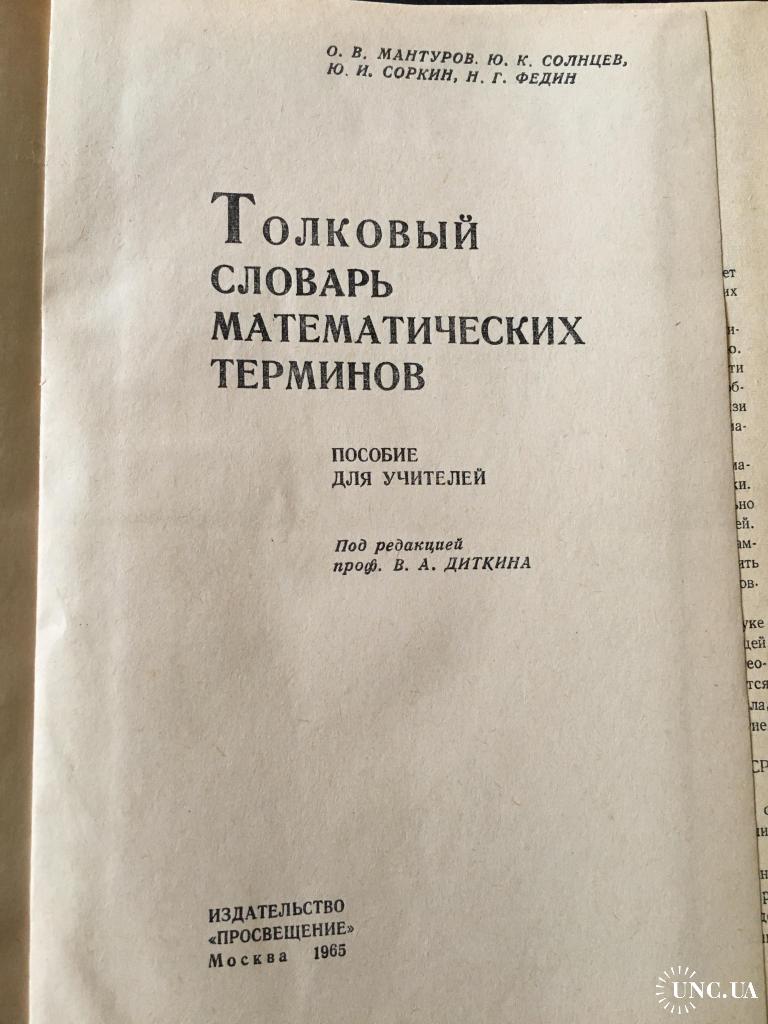 О. В. МАНТУРОВ. Ю. К. СОЛНЦЕВ,
Ю. И. СОРКИН, Н. Г. ФЕДИН
Толковый
СЛОВАРЬ
МАТЕМАТИЧЕСКИХ
ТЕРМИНОВ
ПОСОБИЕ
ДЛЯ УЧИТЕЛЕЙ
Под редакцией
проф. В. А. ДИТКИНА
ИЗДАТЕЛЬСТВО
«ПРОСВЕЩЕНИЕ»
Москва 1965
UNC.UA